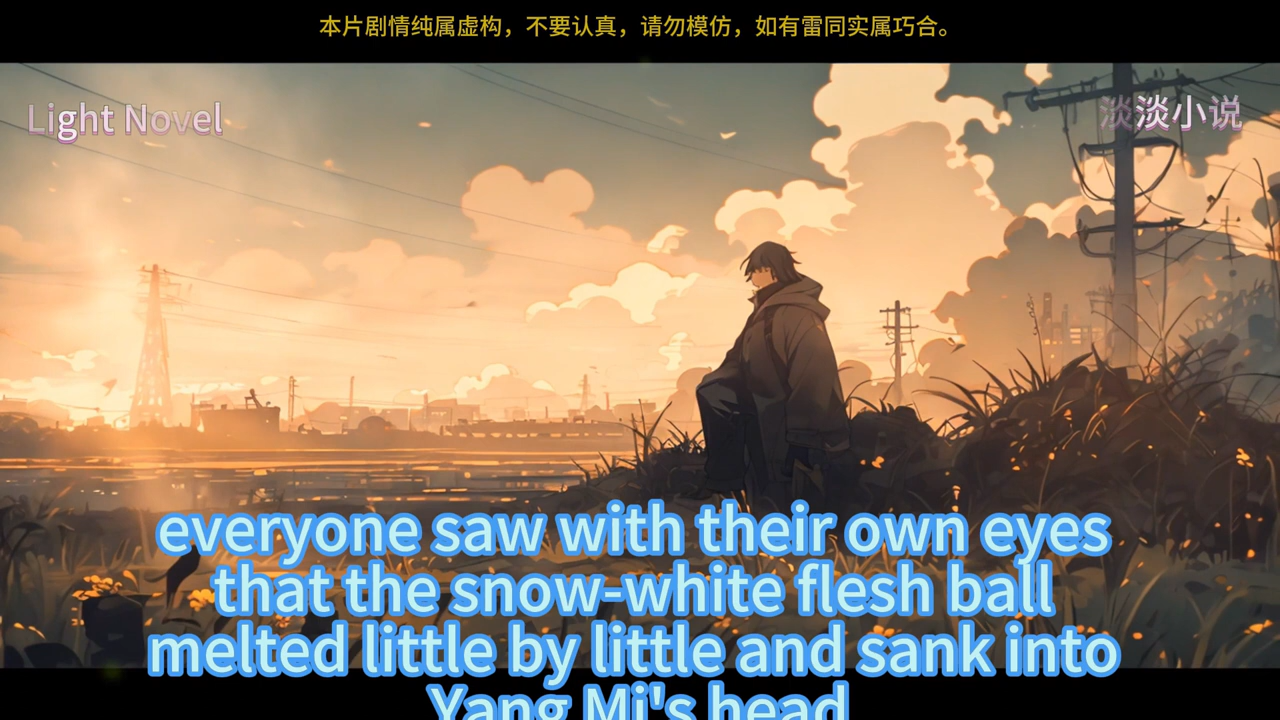 本片剧情纯属虚构，不要认真，请勿模仿，如有雷同实属巧合。
Light Novel
淡淡小说
everyone saw with their own eyes
that the snow-white flesh ball
melted little by little and sank into
Yang Mi's head